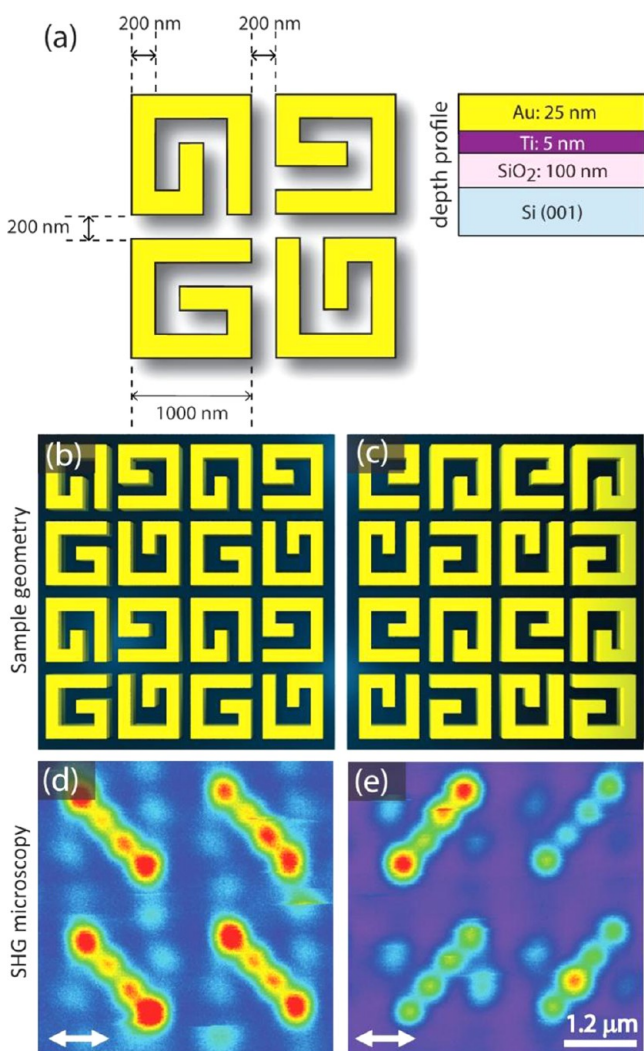 (a)
200 nm
200 nm
200 nm
1000 nm
depth profile
Au: 25 nm
Ti: 5 nm
SiO2: 100 nm
Si (001)
Sample geometry
(b)
(c)
SHG microscopy
(d)
(e)
1.2 μm